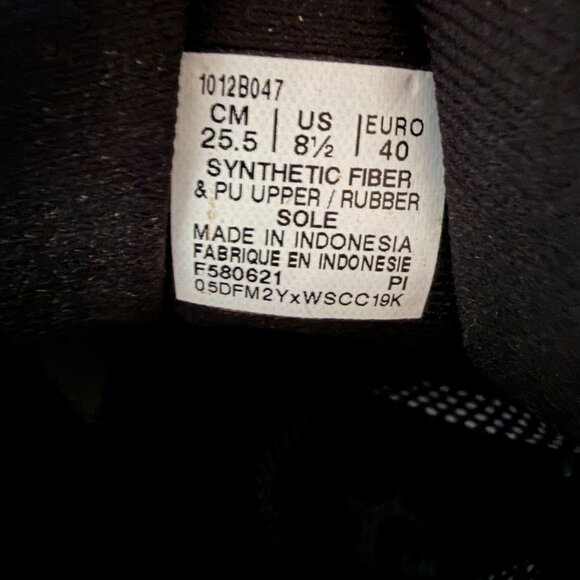 1012B047
CM | US | EURO
25.5 | 8½ | 40
SYNTHETIC FIBER
& PU UPPER / RUBBER
SOLE
MADE IN INDONESIA
FABRIQUE EN INDONESIE
F580621 PI
05DFM2YxWSCC19K